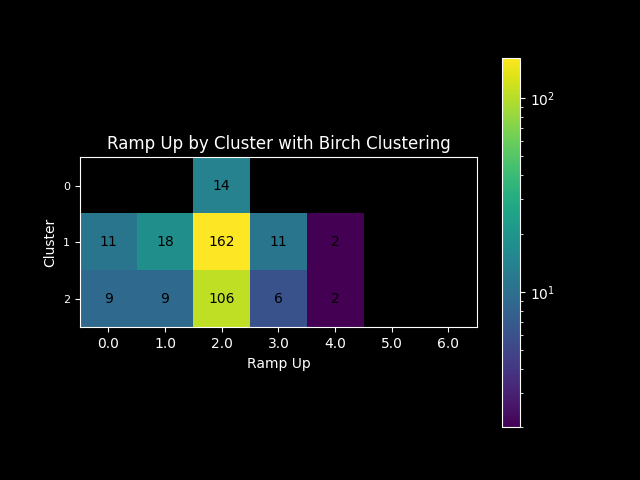 Ramp Up by Cluster with Birch Clustering
Cluster
0
14
1
11 18 162 11 2
2
9 9 106 6 2
0.0 1.0 2.0 3.0 4.0 5.0 6.0
Ramp Up
10²
10¹